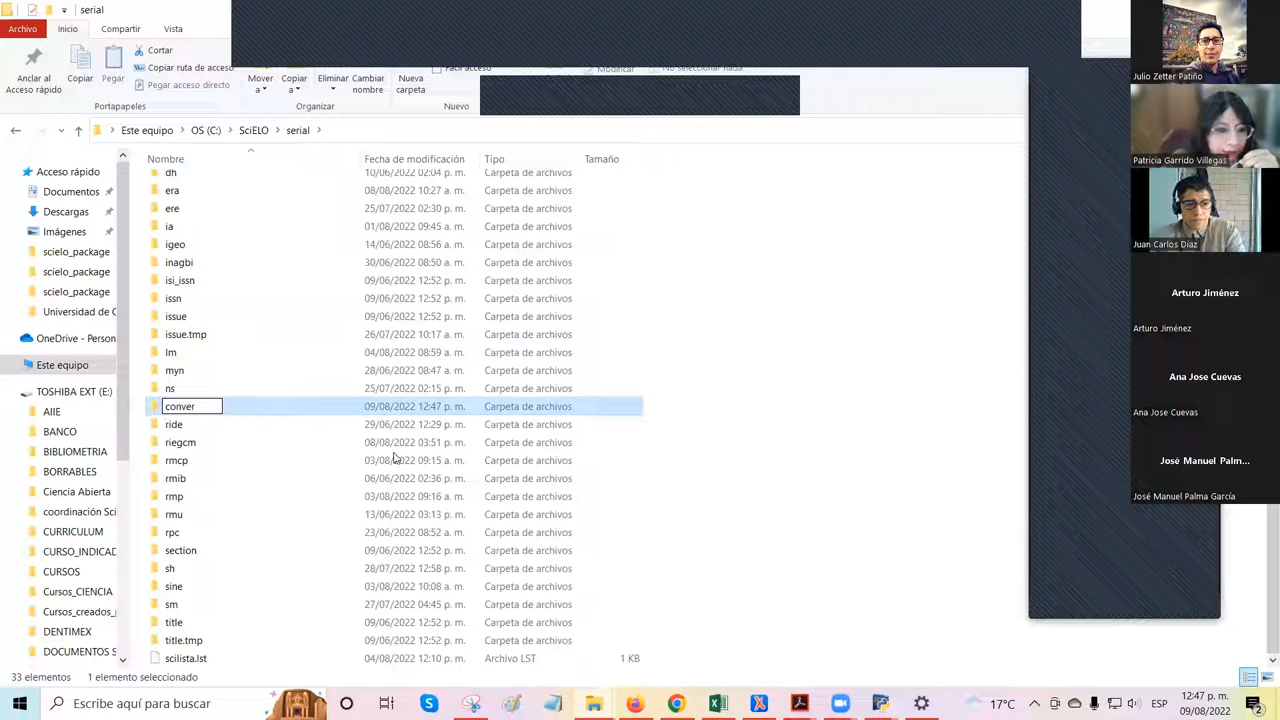 serial
Archivo Inicio Compartir Vista
Anclar al Acceso rápido
Copiar
Pegar
Cortar
Copiar ruta de acceso
Pegar acceso directo
Mover a
Copiar a
Eliminar
Cambiar nombre
Nueva carpeta
Fácil acceso
Modificar
No seleccionar nada
Portapapeles Organizar Nuevo
Este equipo OS (C:) SciELO serial
Nombre Fecha de modificación Tipo Tamaño
Acceso rápido
Documentos
Descargas
Imágenes
scielo_package
scielo_package
scielo_package
Universidad de C
OneDrive - Person
Este equipo
TOSHIBA EXT (E:)
AIIE
BANCO
BIBLIOMETRIA
BORRABLES
Ciencia Abierta
coordinación Sci
CURRICULUM
CURSO_INDICAD
CURSOS
Cursos_CIENCIA
Cursos_creados_p
DENTIMEX
DOCUMENTOS S
dh 10/06/2022 02:04 p. m. Carpeta de archivos
era 08/08/2022 10:27 a. m. Carpeta de archivos
ere 25/07/2022 02:30 p. m. Carpeta de archivos
ia 01/08/2022 09:45 a. m. Carpeta de archivos
igeo 14/06/2022 08:56 a. m. Carpeta de archivos
inagbi 30/06/2022 08:50 a. m. Carpeta de archivos
isi_issn 09/06/2022 12:52 p. m. Carpeta de archivos
issn 09/06/2022 12:52 p. m. Carpeta de archivos
issue 09/06/2022 12:52 p. m. Carpeta de archivos
issue.tmp 26/07/2022 10:17 a. m. Carpeta de archivos
lm 04/08/2022 08:59 a. m. Carpeta de archivos
myn 28/06/2022 08:47 a. m. Carpeta de archivos
ns 25/07/2022 02:15 p. m. Carpeta de archivos
conver 09/08/2022 12:47 p. m. Carpeta de archivos
ride 29/06/2022 12:29 p. m. Carpeta de archivos
riegcm 08/08/2022 03:51 p. m. Carpeta de archivos
rmcp 03/08/2022 09:15 a. m. Carpeta de archivos
rmib 06/06/2022 02:36 p. m. Carpeta de archivos
rmp 03/08/2022 09:16 a. m. Carpeta de archivos
rmu 13/06/2022 03:13 p. m. Carpeta de archivos
rpc 23/06/2022 08:52 a. m. Carpeta de archivos
section 09/06/2022 12:52 p. m. Carpeta de archivos
sh 28/07/2022 12:58 p. m. Carpeta de archivos
sine 03/08/2022 10:08 a. m. Carpeta de archivos
sm 27/07/2022 04:45 p. m. Carpeta de archivos
title 09/06/2022 12:52 p. m. Carpeta de archivos
title.tmp 09/06/2022 12:52 p. m. Carpeta de archivos
scilista.lst 04/08/2022 12:10 p. m. Archivo LST 1 KB
33 elementos 1 elemento seleccionado
Julio Zetter Patiño
Patricia Garrido Villegas
Juan Carlos Díaz
Arturo Jiménez
Arturo Jiménez
Ana Jose Cuevas
Ana Jose Cuevas
José Manuel Palm...
José Manuel Palma García
Escribe aquí para buscar
17°C
ESP
12:47 p. m.
09/08/2022
2